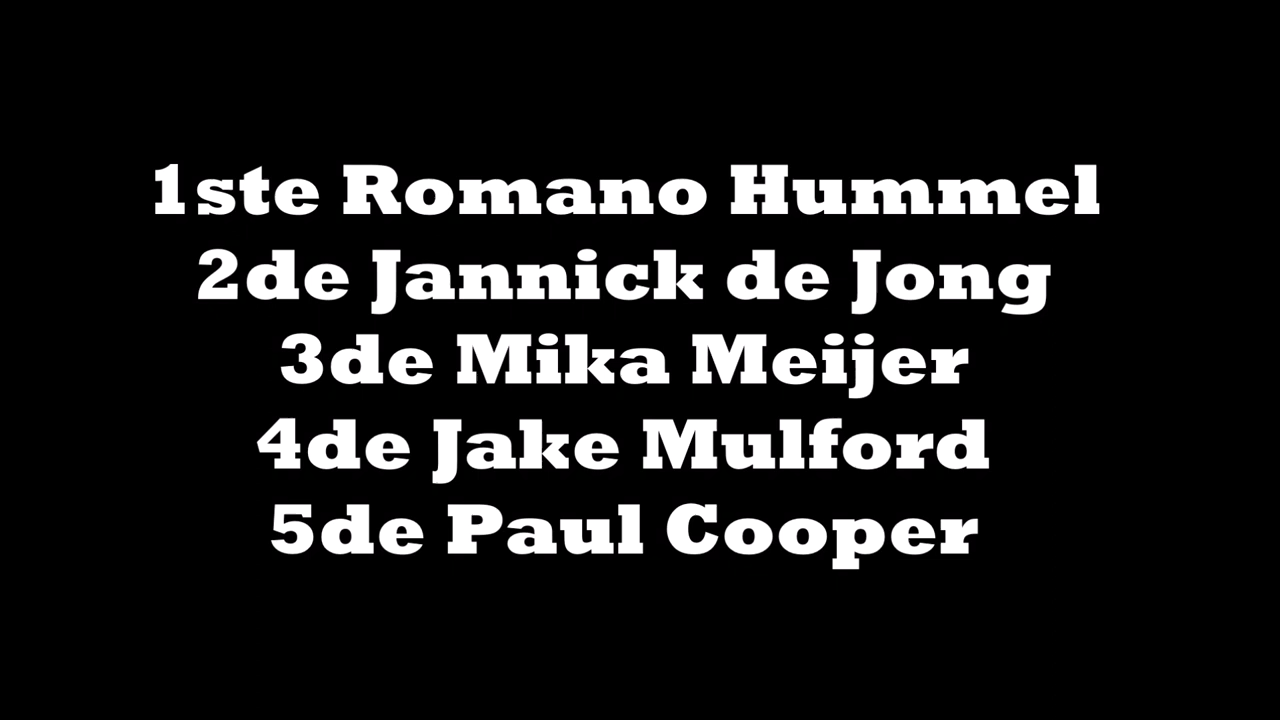 1ste Romano Hummel
2de Jannick de Jong
3de Mika Meijer
4de Jake Mulford
5de Paul Cooper